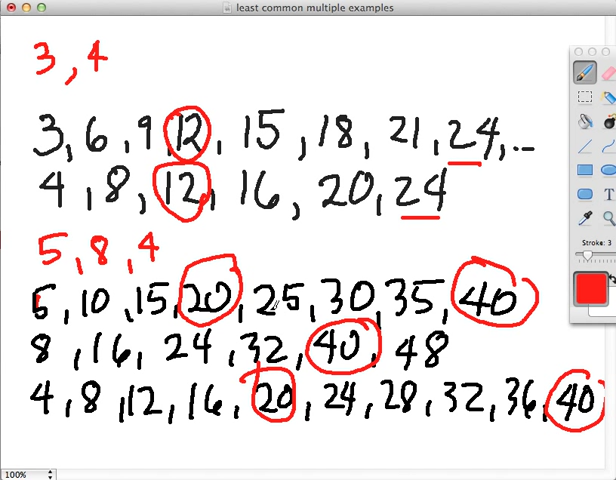 least common multiple examples
3, 4
3, 6, 9, 12, 15, 18, 21, 24, ...
4, 8, 12, 16, 20, 24
5, 8, 4
5, 10, 15, 20, 25, 30, 35, 40
8, 16, 24, 32, 40, 48
4, 8, 12, 16, 20, 24, 28, 32, 36, 40
T
Stroke: 3
100%